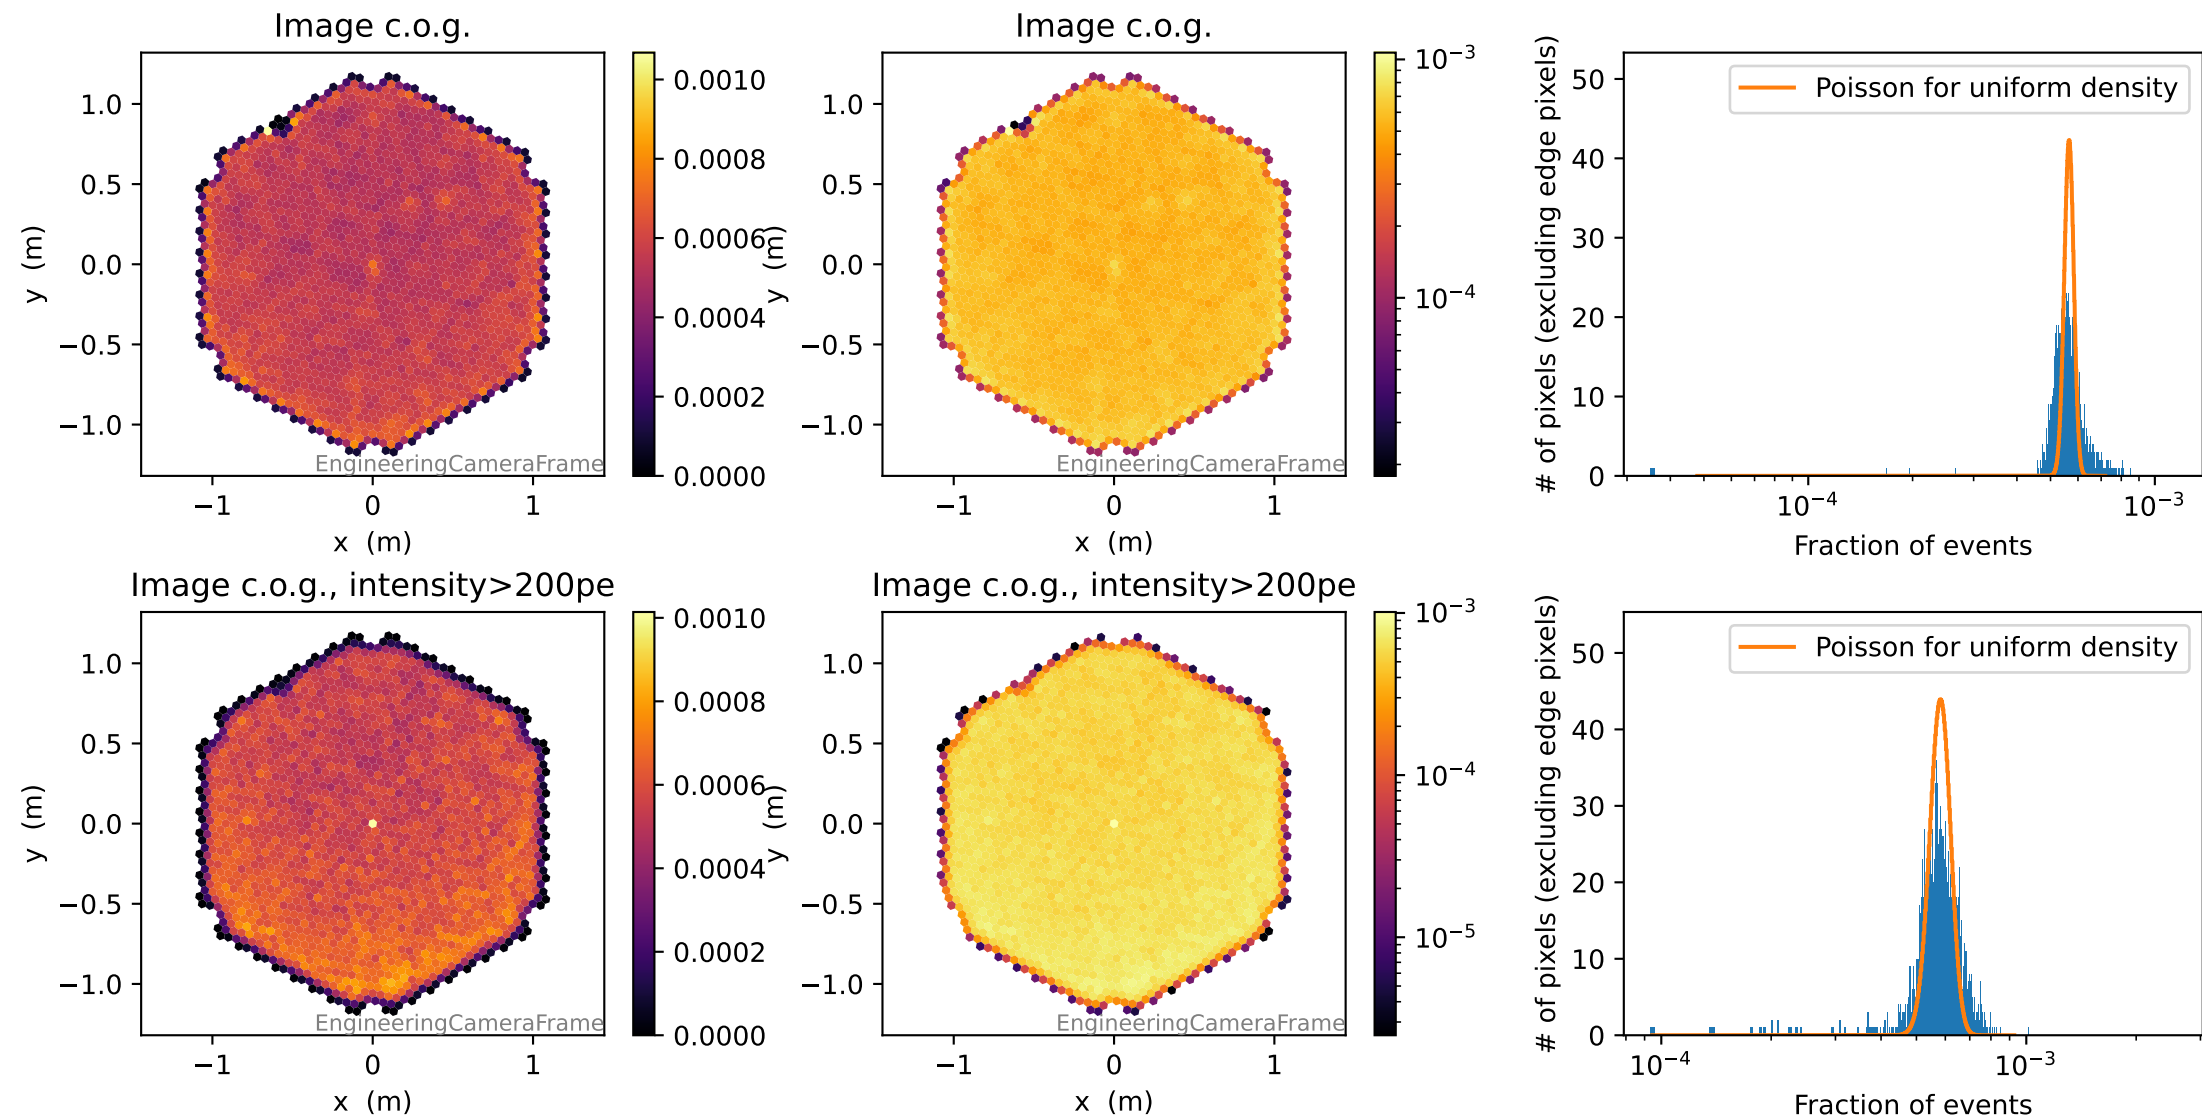 Image c.o.g.
1.0
0.5
0.0
−0.5
−1.0
y (m)
EngineeringCameraFrame
−1 0 1
x (m)
0.0010
0.0008
0.0006
0.0004
0.0002
0.0000
Image c.o.g.
1.0
0.5
0.0
−0.5
−1.0
y (m)
EngineeringCameraFrame
−1 0 1
x (m)
10⁻³
10⁻⁴
Poisson for uniform density
50
40
30
20
10
0
# of pixels (excluding edge pixels)
10⁻⁴ 10⁻³
Fraction of events
Image c.o.g., intensity>200pe
1.0
0.5
0.0
−0.5
−1.0
y (m)
EngineeringCameraFrame
−1 0 1
x (m)
0.0010
0.0008
0.0006
0.0004
0.0002
0.0000
Image c.o.g., intensity>200pe
1.0
0.5
0.0
−0.5
−1.0
y (m)
EngineeringCameraFrame
−1 0 1
x (m)
10⁻³
10⁻⁴
10⁻⁵
Poisson for uniform density
50
40
30
20
10
0
# of pixels (excluding edge pixels)
10⁻⁴ 10⁻³
Fraction of events